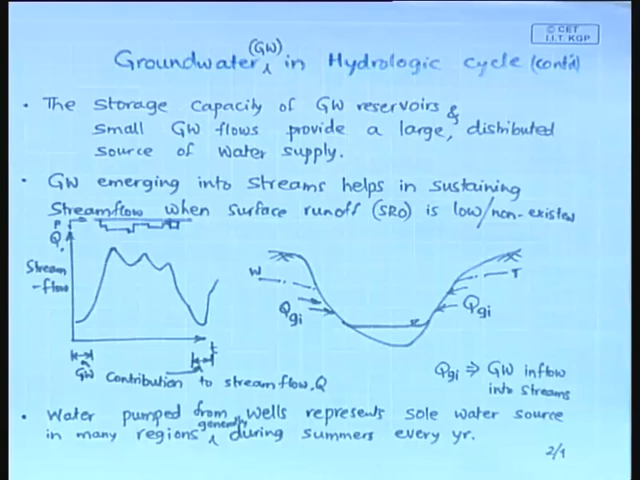 © CET
I.I.T. KGP
Groundwater (GW) in Hydrologic cycle (contd)
• The storage capacity of GW reservoirs &
small GW flows provide a large, distributed
source of water supply.
• GW emerging into streams helps in sustaining
streamflow when surface runoff (SRO) is low/non-existent
P
Q,
Stream
-flow
t
GW contribution to streamflow, Q
W
T
Qgi
Qgi
Qgi ⇒ GW inflow
into streams
• Water pumped from wells represents sole water source
in many regions generally during summers every yr.
2/1